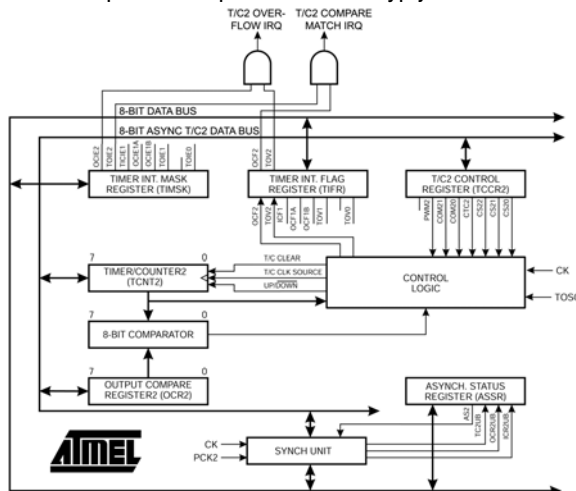 T/C2 OVER-
FLOW IRQ
T/C2 COMPARE
MATCH IRQ
8-BIT DATA BUS
8-BIT ASYNC T/C2 DATA BUS
OCIE2
TOIE2
TICIE1
OCIE1A
OCIE1B
TOIE1
TOIE0
OCF2
TOV2
TIMER INT. MASK
REGISTER (TIMSK)
TIMER INT. FLAG
REGISTER (TIFR)
T/C2 CONTROL
REGISTER (TCCR2)
OCF2
TOV2
ICF1
OCF1A
OCF1B
TOV1
TOV0
PWM2
COM21
COM20
CTC2
CS22
CS21
CS20
7 0
TIMER/COUNTER2
(TCNT2)
T/C CLEAR
T/C CLK SOURCE
UP/DOWN
CONTROL
LOGIC
CK
7 0
8-BIT COMPARATOR
7 0
OUTPUT COMPARE
REGISTER2 (OCR2)
ASYNCH. STATUS
REGISTER (ASSR)
AS2
TC2UB
OCR2UB
ICR2UB
ATMEL
CK
PCK2
SYNCH UNIT